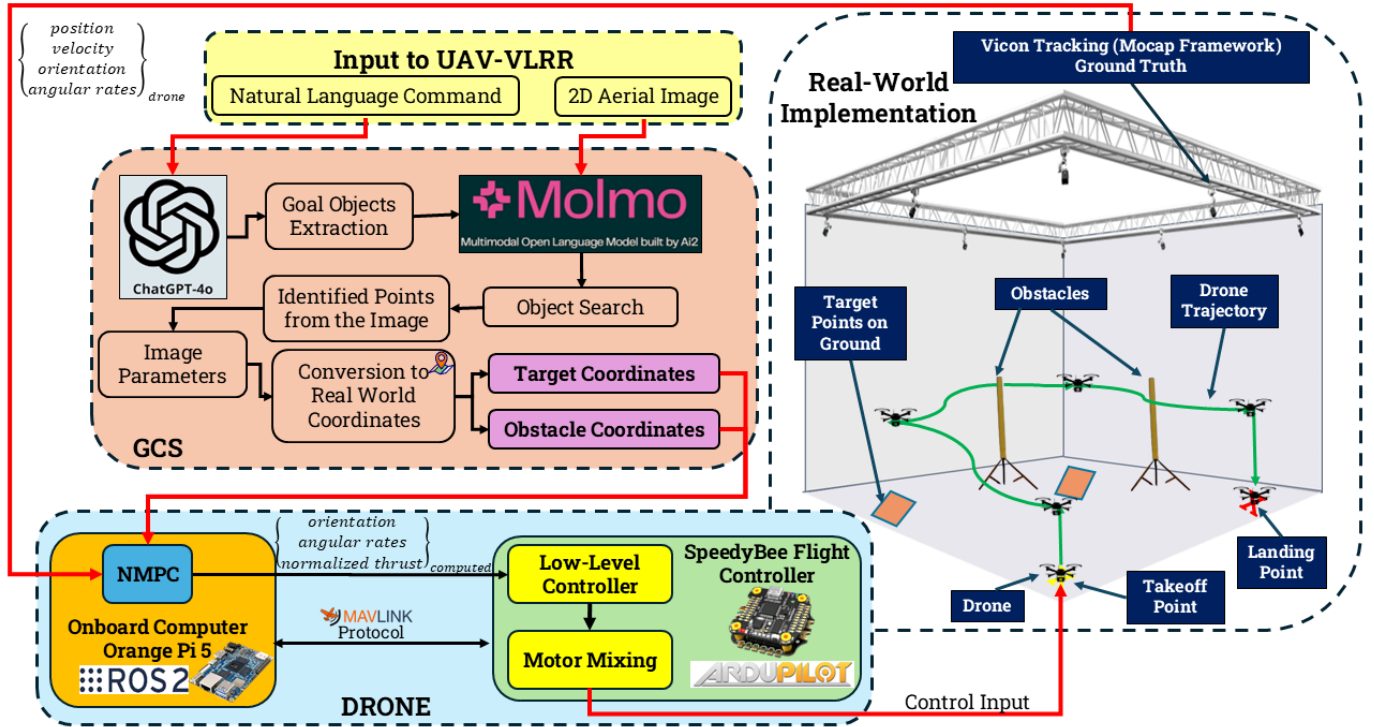 position
velocity
orientation
angular rates
drone
Input to UAV-VLRR
Natural Language Command
2D Aerial Image
ChatGPT-4o
Goal Objects
Extraction
Molmo
Multimodal Open Language Model built by Ai2
Object Search
Identified Points
from the Image
Image
Parameters
Conversion to
Real World
Coordinates
Target Coordinates
Obstacle Coordinates
GCS
Real-World
Implementation
Vicon Tracking (Mocap Framework)
Ground Truth
Target
Points on
Ground
Obstacles
Drone
Trajectory
Landing
Point
Drone
Takeoff
Point
NMPC
Onboard Computer
Orange Pi 5
ROS 2
orientation
angular rates
normalized thrust
computed
MAVLINK
Protocol
Low-Level
Controller
Motor Mixing
SpeedyBee Flight
Controller
ARDUPILOT
DRONE
Control Input